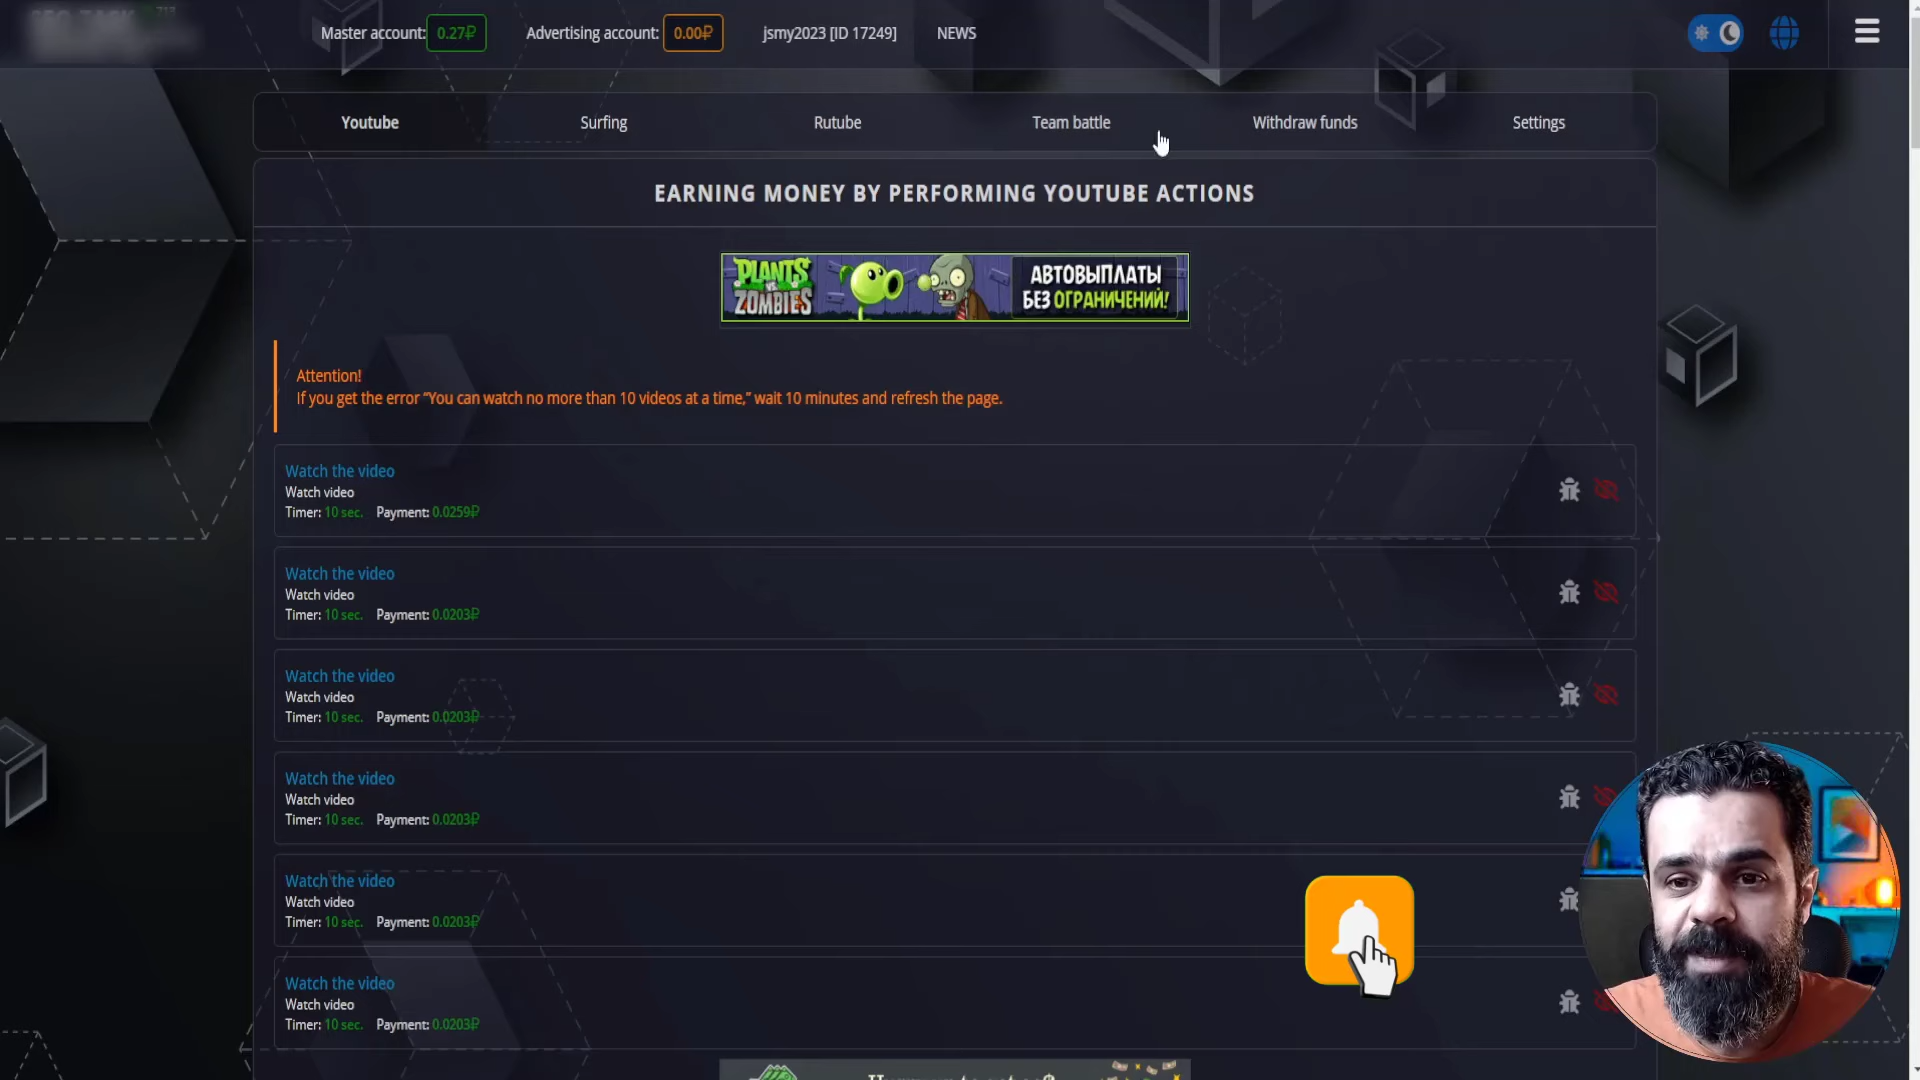 Master account: 0.27₽ Advertising account: 0.00₽ jsmy2023 [ID 17249] NEWS
Youtube Surfing Rutube Team battle Withdraw funds Settings
EARNING MONEY BY PERFORMING YOUTUBE ACTIONS
PLANTS VS. ZOMBIES
АВТОВЫПЛАТЫ
БЕЗ ОГРАНИЧЕНИЙ!
Attention!
If you get the error “You can watch no more than 10 videos at a time,” wait 10 minutes and refresh the page.
Watch the video
Watch video
Timer: 10 sec. Payment: 0.0259₽
Watch the video
Watch video
Timer: 10 sec. Payment: 0.0203₽
Watch the video
Watch video
Timer: 10 sec. Payment: 0.0203₽
Watch the video
Watch video
Timer: 10 sec. Payment: 0.0203₽
Watch the video
Watch video
Timer: 10 sec. Payment: 0.0203₽
Watch the video
Watch video
Timer: 10 sec. Payment: 0.0203₽